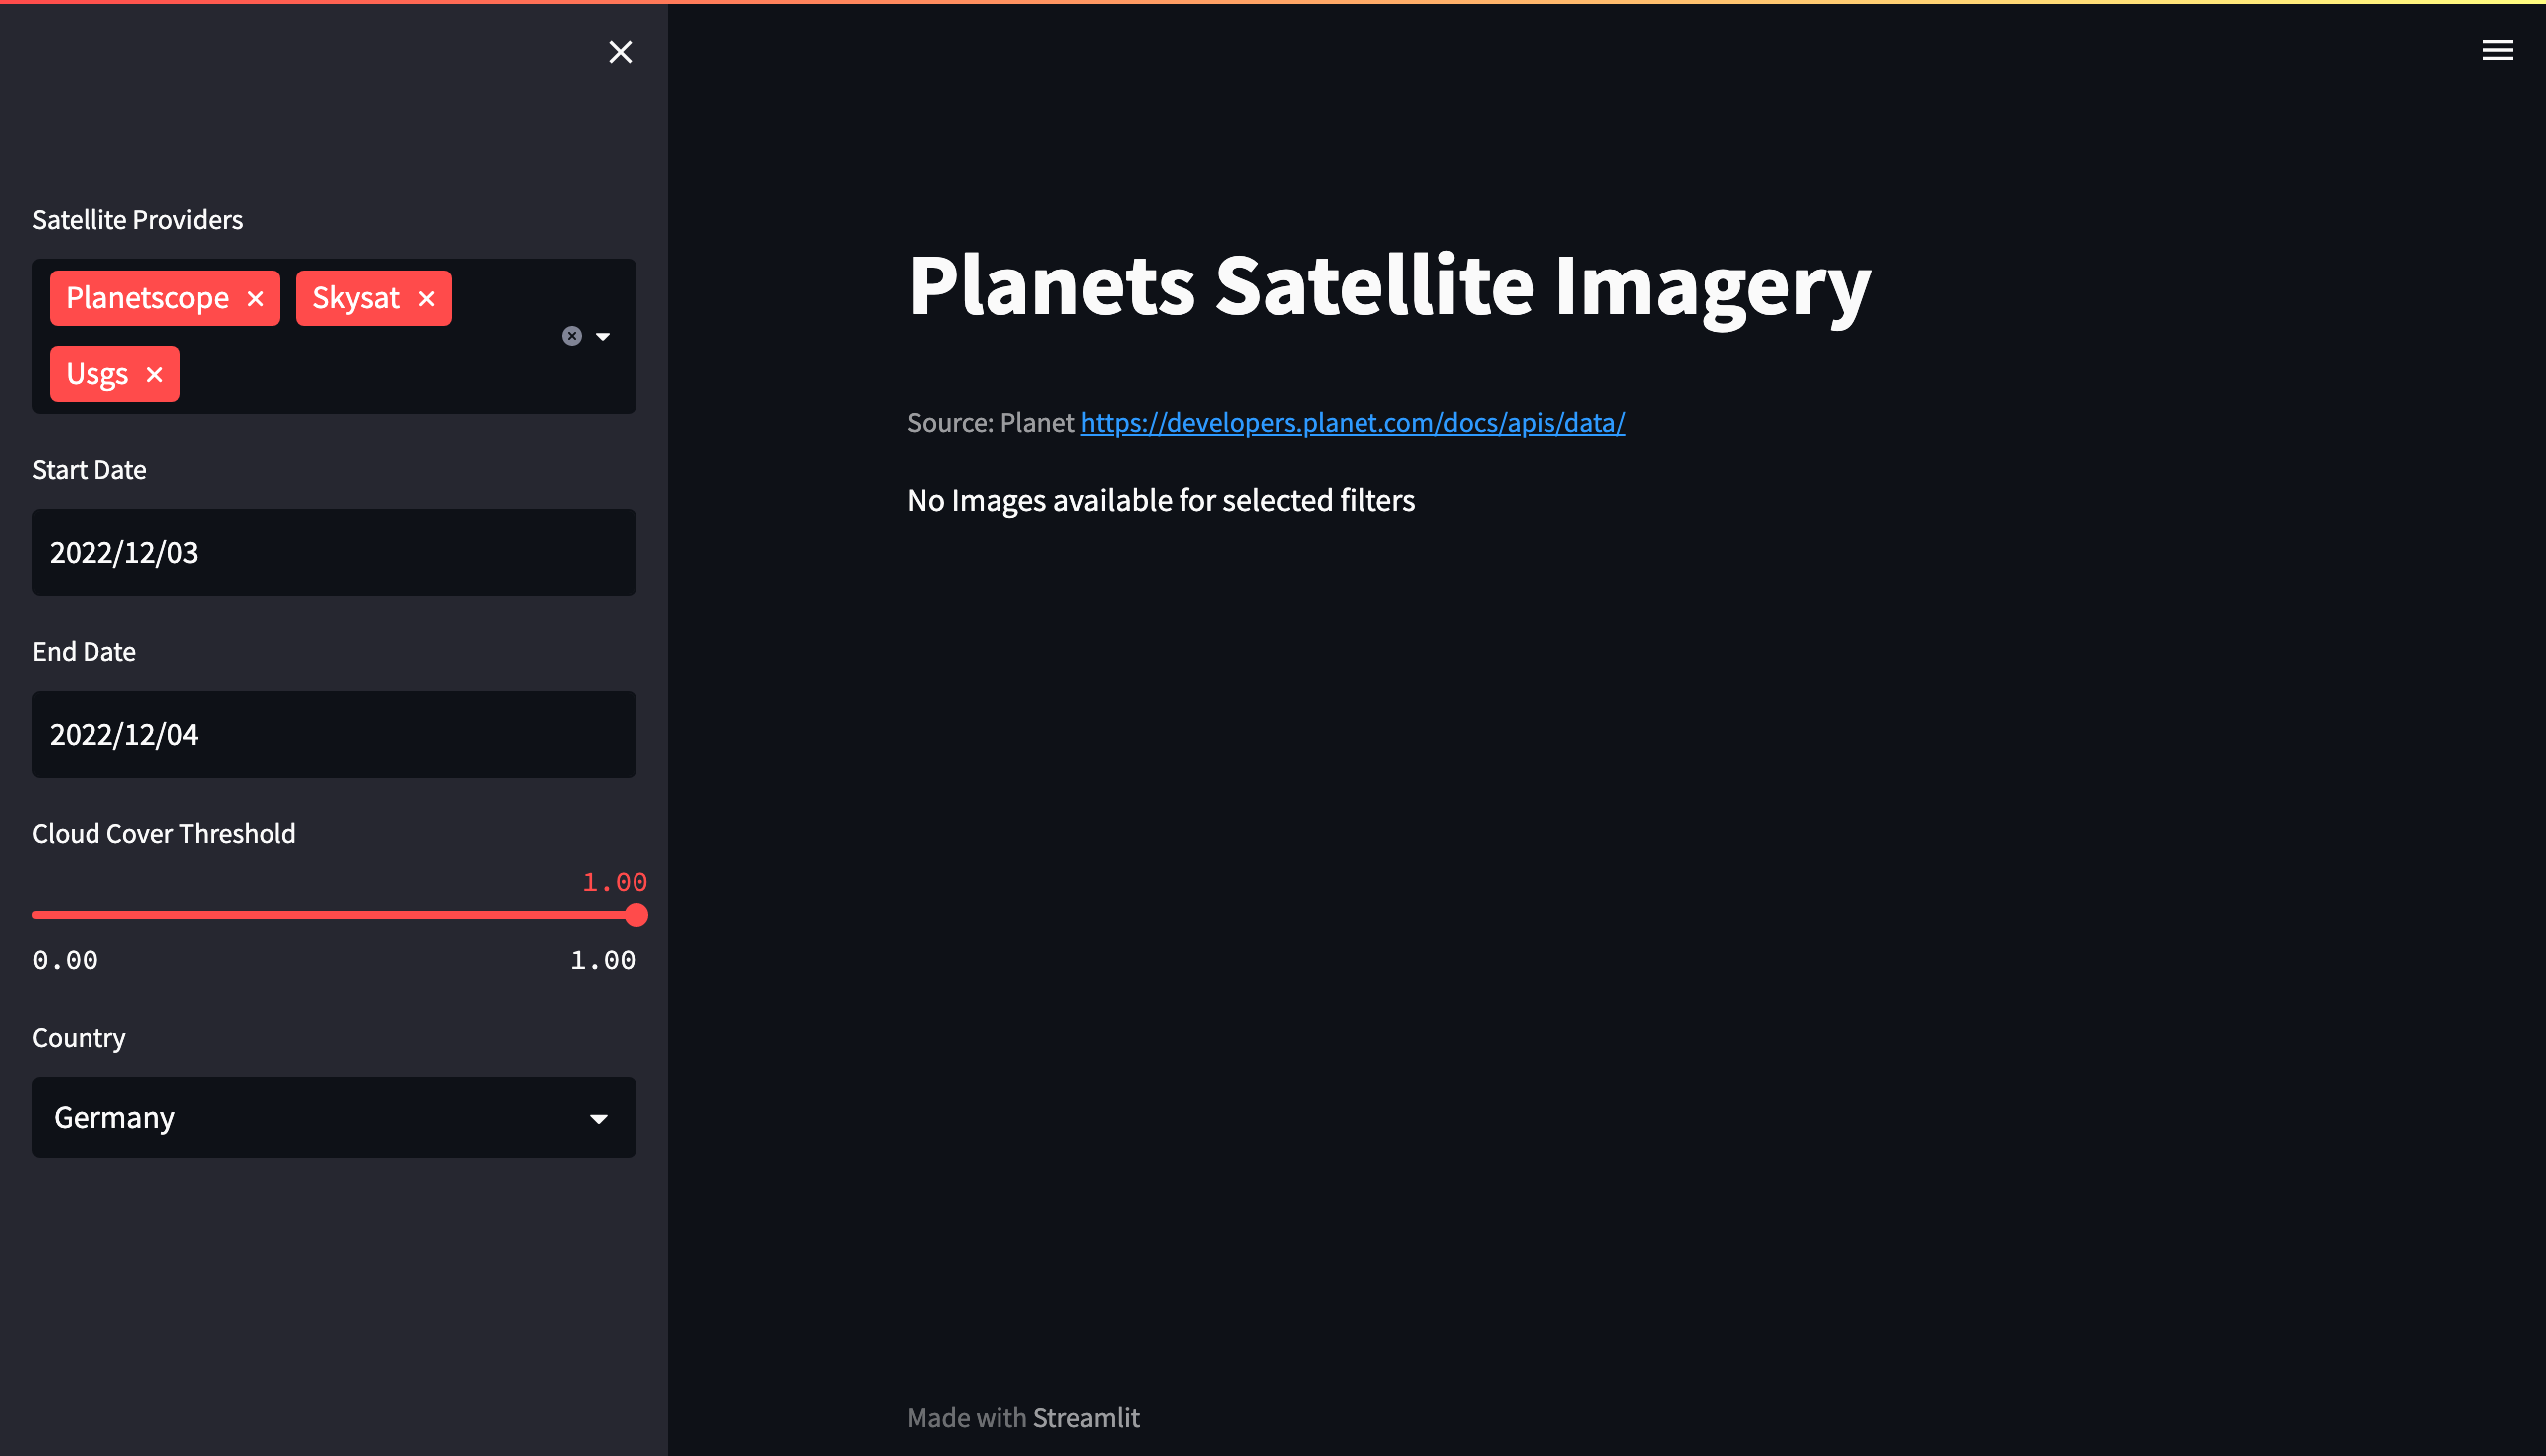 Satellite Providers
Planetscope Skysat
Usgs
Start Date
2022/12/03
End Date
2022/12/04
Cloud Cover Threshold
1.00
0.00 1.00
Country
Germany
Planets Satellite Imagery
Source: Planet https://developers.planet.com/docs/apis/data/
No Images available for selected filters
Made with Streamlit